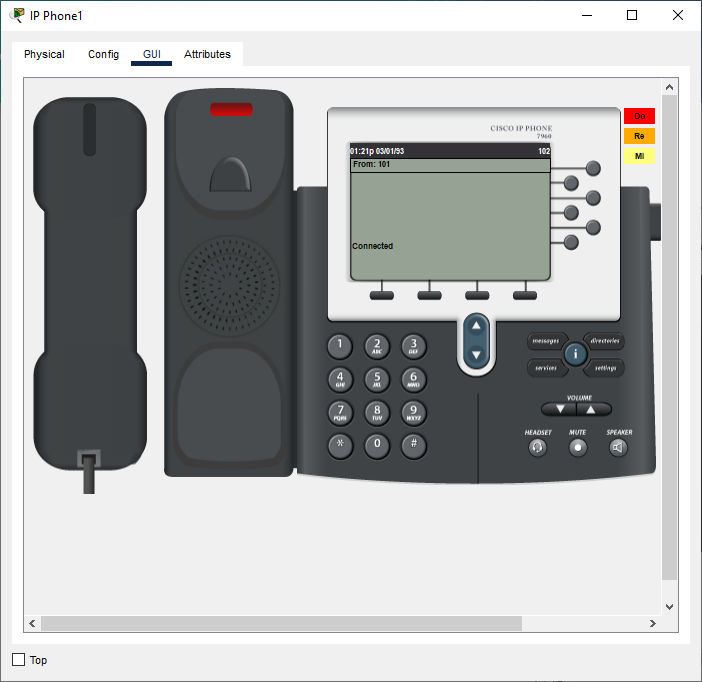 IP Phone1
Physical Config GUI Attributes
CISCO IP PHONE
7960
Do
Re
Mi
01:21p 03/01/93 102
From: 101
Connected
1 2 ABC 3 DEF
4 GHI 5 JKL 6 MNO
7 PQRS 8 TUV 9 WXYZ
* 0 #
messages directories
i
services settings
VOLUME
HEADSET MUTE SPEAKER
Top